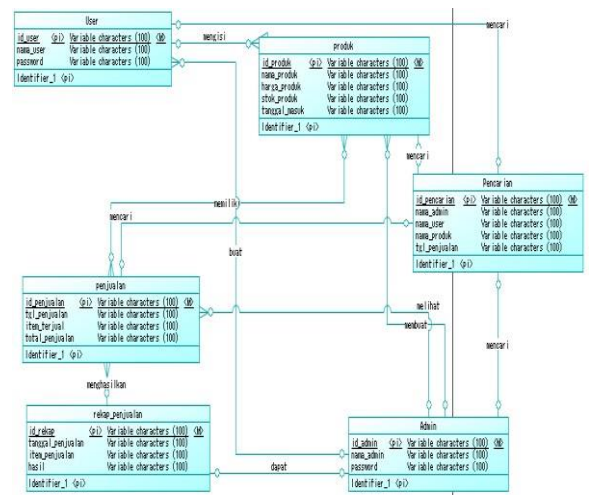 User
id_user <pi> Variable characters (100) <M>
nama_user Variable characters (100)
password Variable characters (100)
Identifier_1 <pi>
mengisi
mencari
produk
id_produk <pi> Variable characters (100) <M>
nama_produk Variable characters (100)
harga_produk Variable characters (100)
stok_produk Variable characters (100)
tanggal_masuk Variable characters (100)
Identifier_1 <pi>
mencari
Pencarian
id_pencarian <pi> Variable characters (100) <M>
nama_admin Variable characters (100)
nama_user Variable characters (100)
nama_produk Variable characters (100)
tgl_penjualan Variable characters (100)
Identifier_1 <pi>
memiliki
mencari
buat
penjualan
id_penjualan <pi> Variable characters (100) <M>
tgl_penjualan Variable characters (100)
item_terjual Variable characters (100)
total_penjualan Variable characters (100)
Identifier_1 <pi>
melihat
membuat
mencari
menghasilkan
rekap_penjualan
id_rekap <pi> Variable characters (100) <M>
tanggal_penjualan Variable characters (100)
item_penjualan Variable characters (100)
hasil Variable characters (100)
Identifier_1 <pi>
dapat
Admin
id_admin <pi> Variable characters (100) <M>
nama_admin Variable characters (100)
password Variable characters (100)
Identifier_1 <pi>